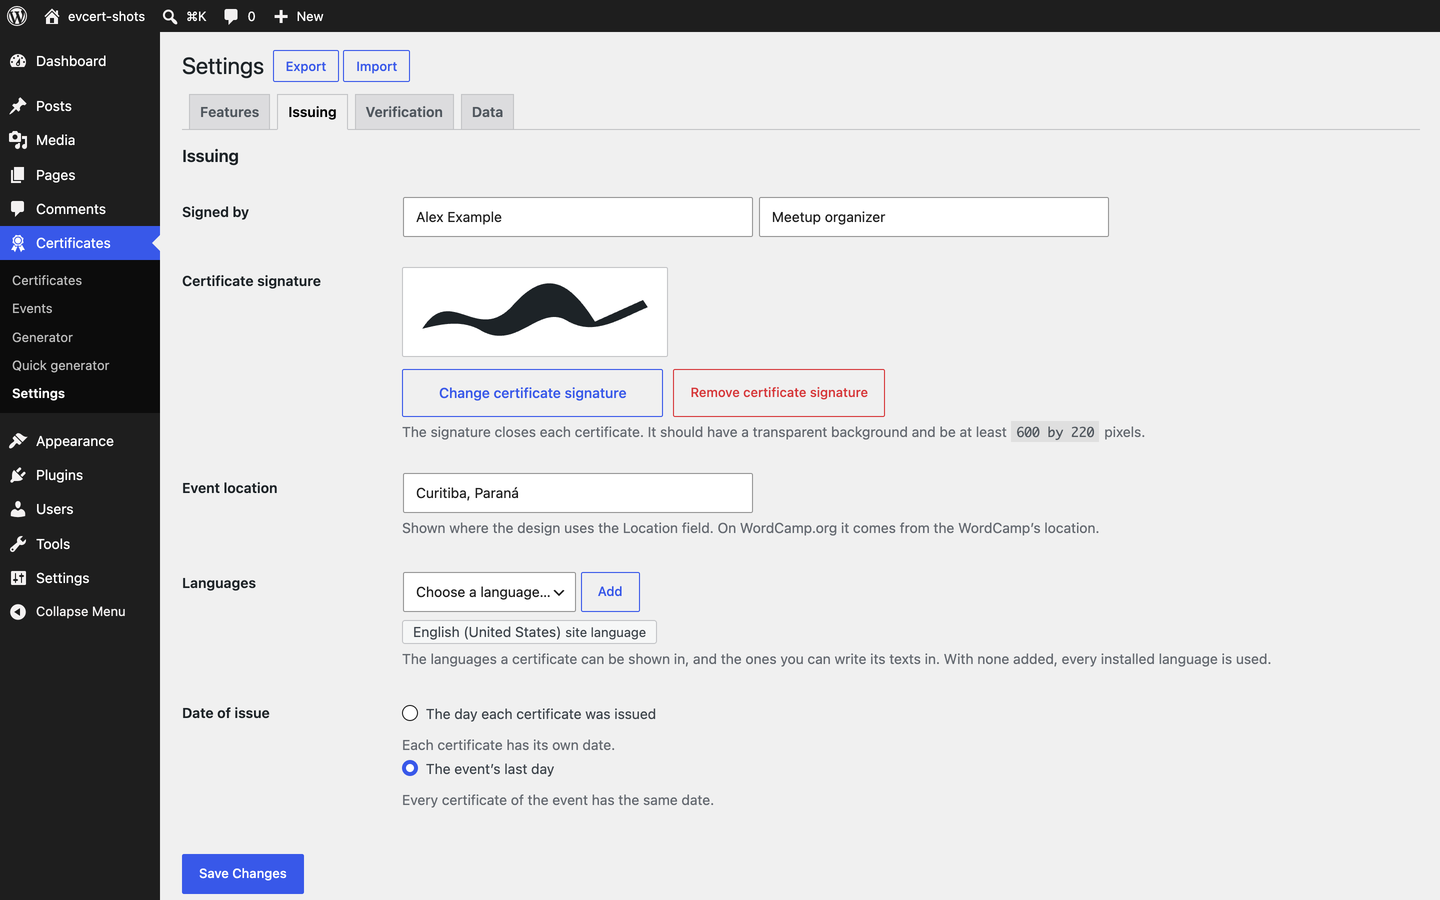 evcert-shots ⌘K 0 New
Dashboard
Posts
Media
Pages
Comments
Certificates
Certificates
Events
Generator
Quick generator
Settings
Appearance
Plugins
Users
Tools
Settings
Collapse Menu
Settings Export Import
Features Issuing Verification Data
Issuing
Signed by
Alex Example Meetup organizer
Certificate signature
Change certificate signature Remove certificate signature
The signature closes each certificate. It should have a transparent background and be at least 600 by 220 pixels.
Event location
Curitiba, Paraná
Shown where the design uses the Location field. On WordCamp.org it comes from the WordCamp’s location.
Languages
Choose a language... Add
English (United States) site language
The languages a certificate can be shown in, and the ones you can write its texts in. With none added, every installed language is used.
Date of issue
The day each certificate was issued
Each certificate has its own date.
The event’s last day
Every certificate of the event has the same date.
Save Changes